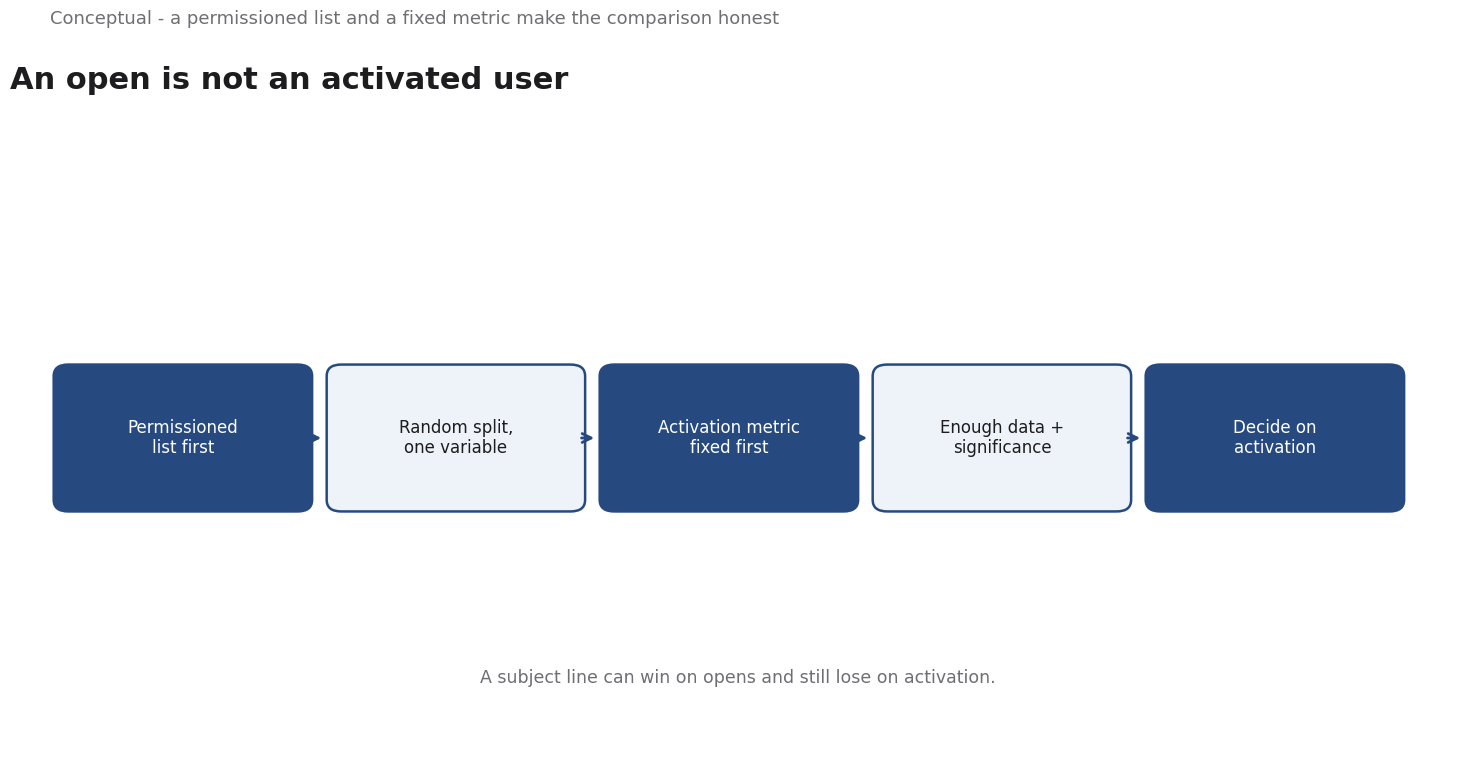 Conceptual - a permissioned list and a fixed metric make the comparison honest
An open is not an activated user
Permissioned
list first
Random split,
one variable
Activation metric
fixed first
Enough data +
significance
Decide on
activation
A subject line can win on opens and still lose on activation.